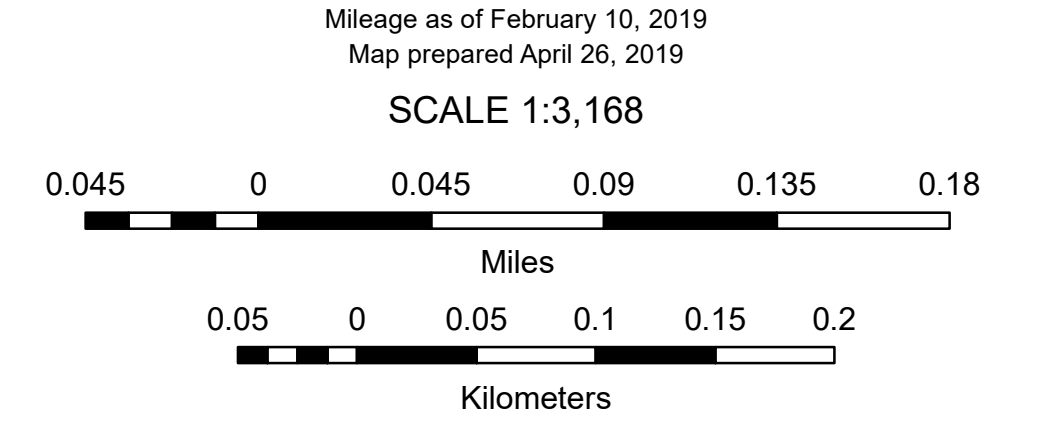 Mileage as of February 10, 2019
Map prepared April 26, 2019
SCALE 1:3,168
0.045 0 0.045 0.09 0.135 0.18
Miles
0.05 0 0.05 0.1 0.15 0.2
Kilometers